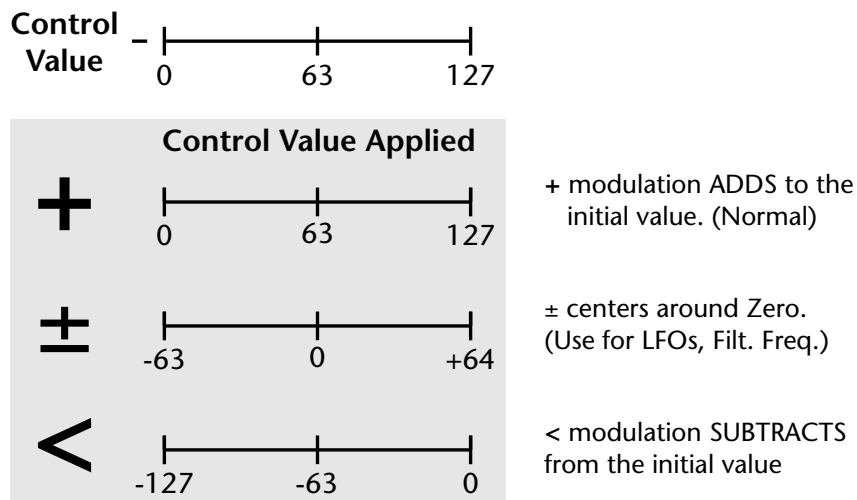 Control Value –
0 63 127
Control Value Applied
+
0 63 127
+ modulation ADDS to the
initial value. (Normal)
±
-63 0 +64
± centers around Zero.
(Use for LFOs, Filt. Freq.)
<
-127 -63 0
< modulation SUBTRACTS
from the initial value